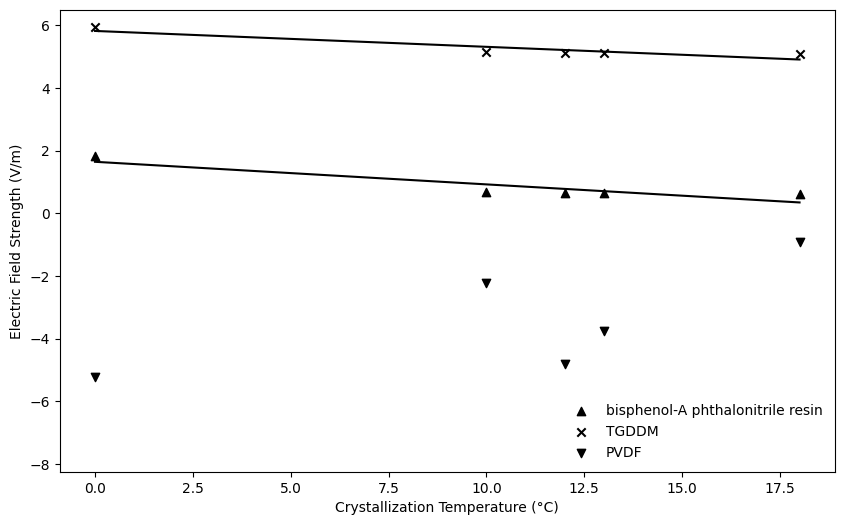 6
4
2
0
−2
−4
−6
−8
Electric Field Strength (V/m)
bisphenol-A phthalonitrile resin
TGDDM
PVDF
0.0 2.5 5.0 7.5 10.0 12.5 15.0 17.5
Crystallization Temperature (°C)